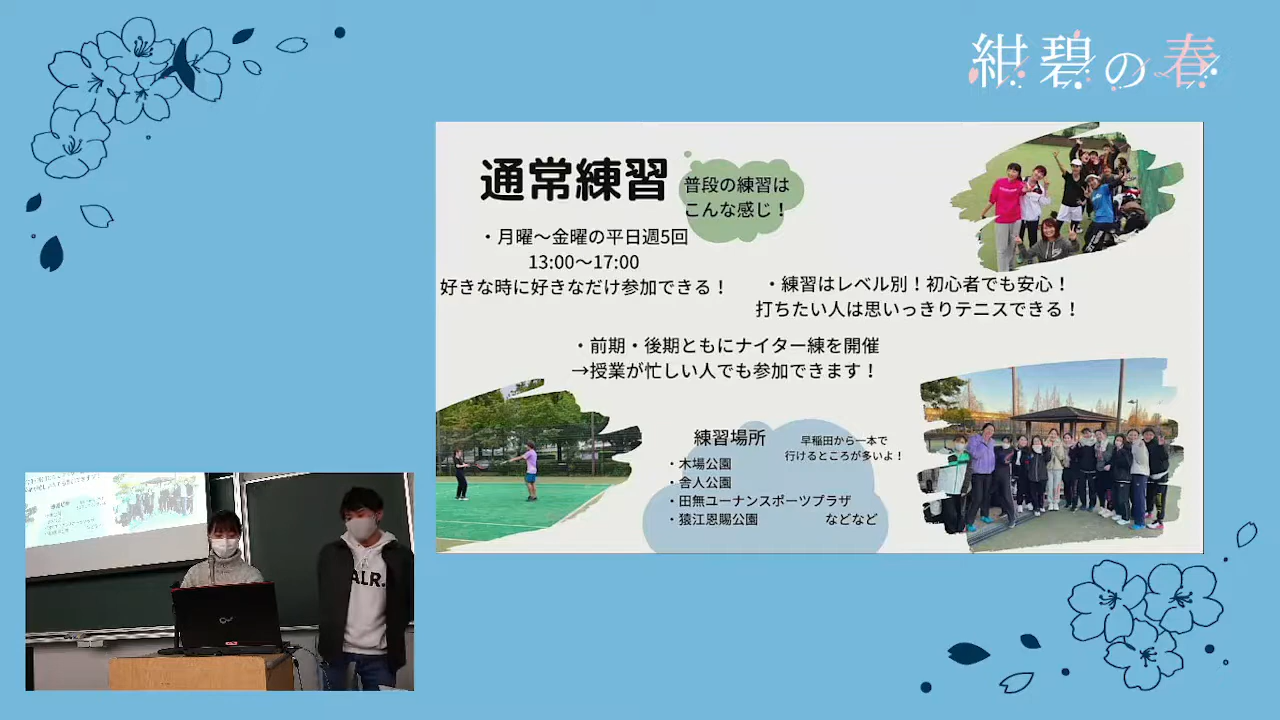 紺碧の春
通常練習
普段の練習は
こんな感じ！
・月曜〜金曜の平日週5回
13:00〜17:00
好きな時に好きなだけ参加できる！
・練習はレベル別！初心者でも安心！
打ちたい人は思いっきりテニスできる！
・前期・後期ともにナイター練を開催
→授業が忙しい人でも参加できます！
練習場所
早稲田から一本で
行けるところが多いよ！
・木場公園
・舎人公園
・田無ユーナンスポーツプラザ
・猿江恩賜公園 などなど
ALR.